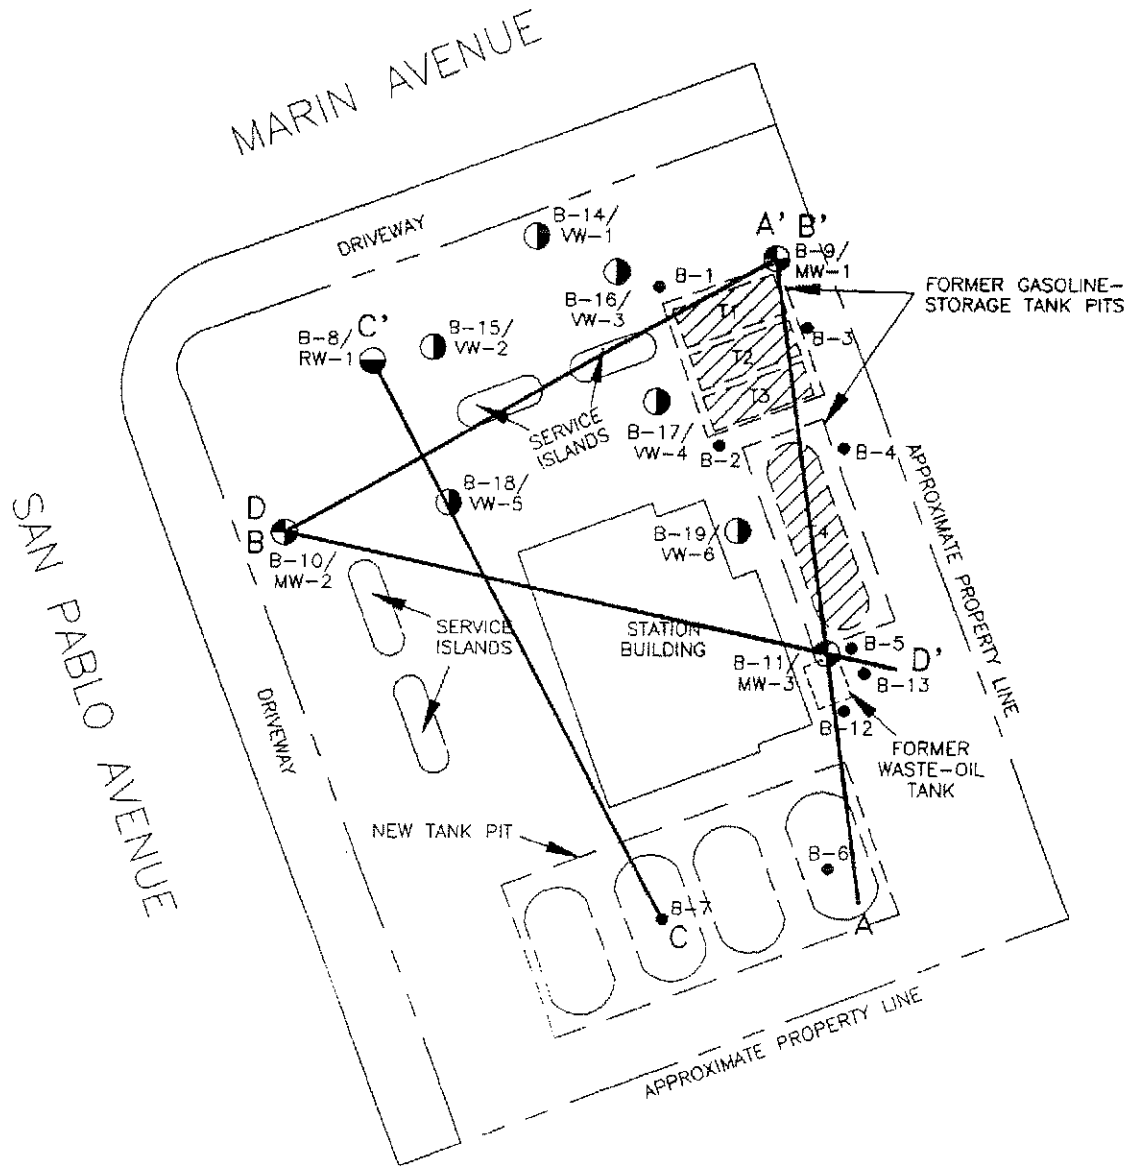 MARIN AVENUE
DRIVEWAY
B-14/
VW-1
A' B'
B-9/
MW-1
B-1
B-16/
VW-3
FORMER GASOLINE-
STORAGE TANK PITS
C'
B-8/
RW-1
B-15/
VW-2
T1
B-3
T2
T3
SERVICE
ISLANDS
B-17/
VW-4
B-2
B-4
APPROXIMATE PROPERTY LINE
B-18/
VW-5
SAN PABLO AVENUE
D
B
B-10/
MW-2
B-19/
VW-6
4
SERVICE
ISLANDS
STATION
BUILDING
B-5
B-11/
MW-3
D'
B-13
B-12
DRIVEWAY
FORMER
WASTE-OIL
TANK
NEW TANK PIT
B-6
B-7
C
A
APPROXIMATE PROPERTY LINE